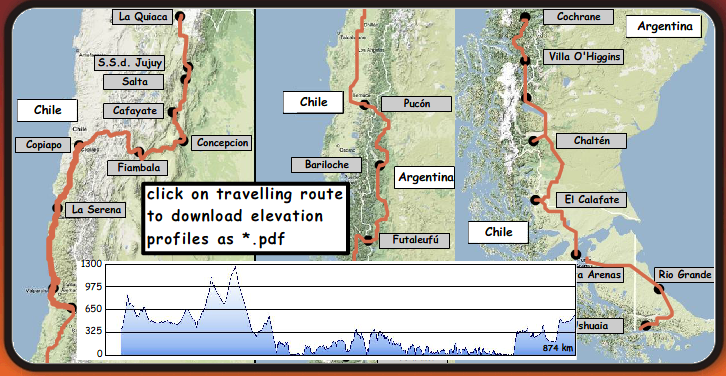 La Quiaca
S.S.d. Jujuy
Salta
Chile
Cafayate
Copiapo
Concepcion
Fiambala
La Serena
click on travelling route
to download elevation
profiles as *.pdf
Chile
Pucón
Bariloche
Argentina
Futaleufú
Cochrane
Argentina
Villa O'Higgins
Chaltén
El Calafate
Chile
a Arenas
Rio Grande
shuaia
1300
975
650
325
0
874 km